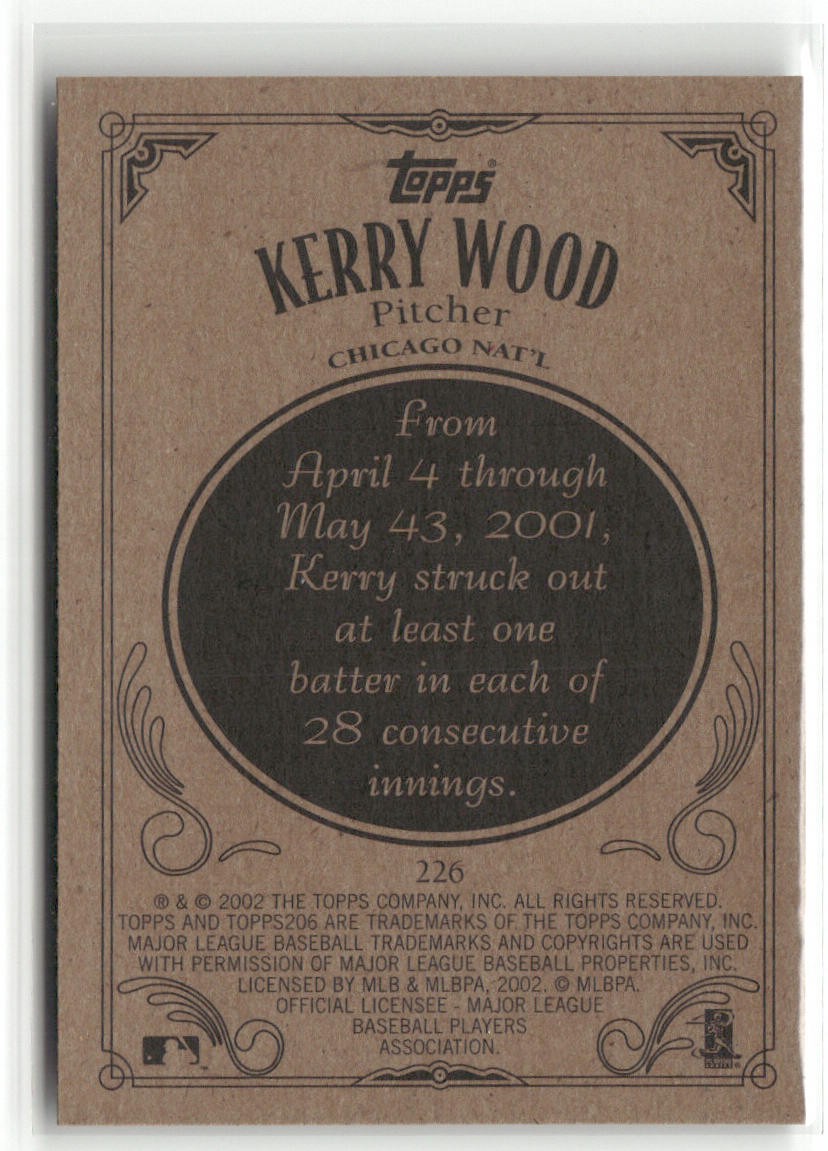 topps®
KERRY WOOD
Pitcher
CHICAGO NAT'L
From
April 4 through
May 43, 2001,
Kerry struck out
at least one
batter in each of
28 consecutive
innings.
226
® & © 2002 THE TOPPS COMPANY, INC. ALL RIGHTS RESERVED.
TOPPS AND TOPPS206 ARE TRADEMARKS OF THE TOPPS COMPANY, INC.
MAJOR LEAGUE BASEBALL TRADEMARKS AND COPYRIGHTS ARE USED
WITH PERMISSION OF MAJOR LEAGUE BASEBALL PROPERTIES, INC.
LICENSED BY MLB & MLBPA, 2002. © MLBPA.
OFFICIAL LICENSEE - MAJOR LEAGUE
BASEBALL PLAYERS
ASSOCIATION.